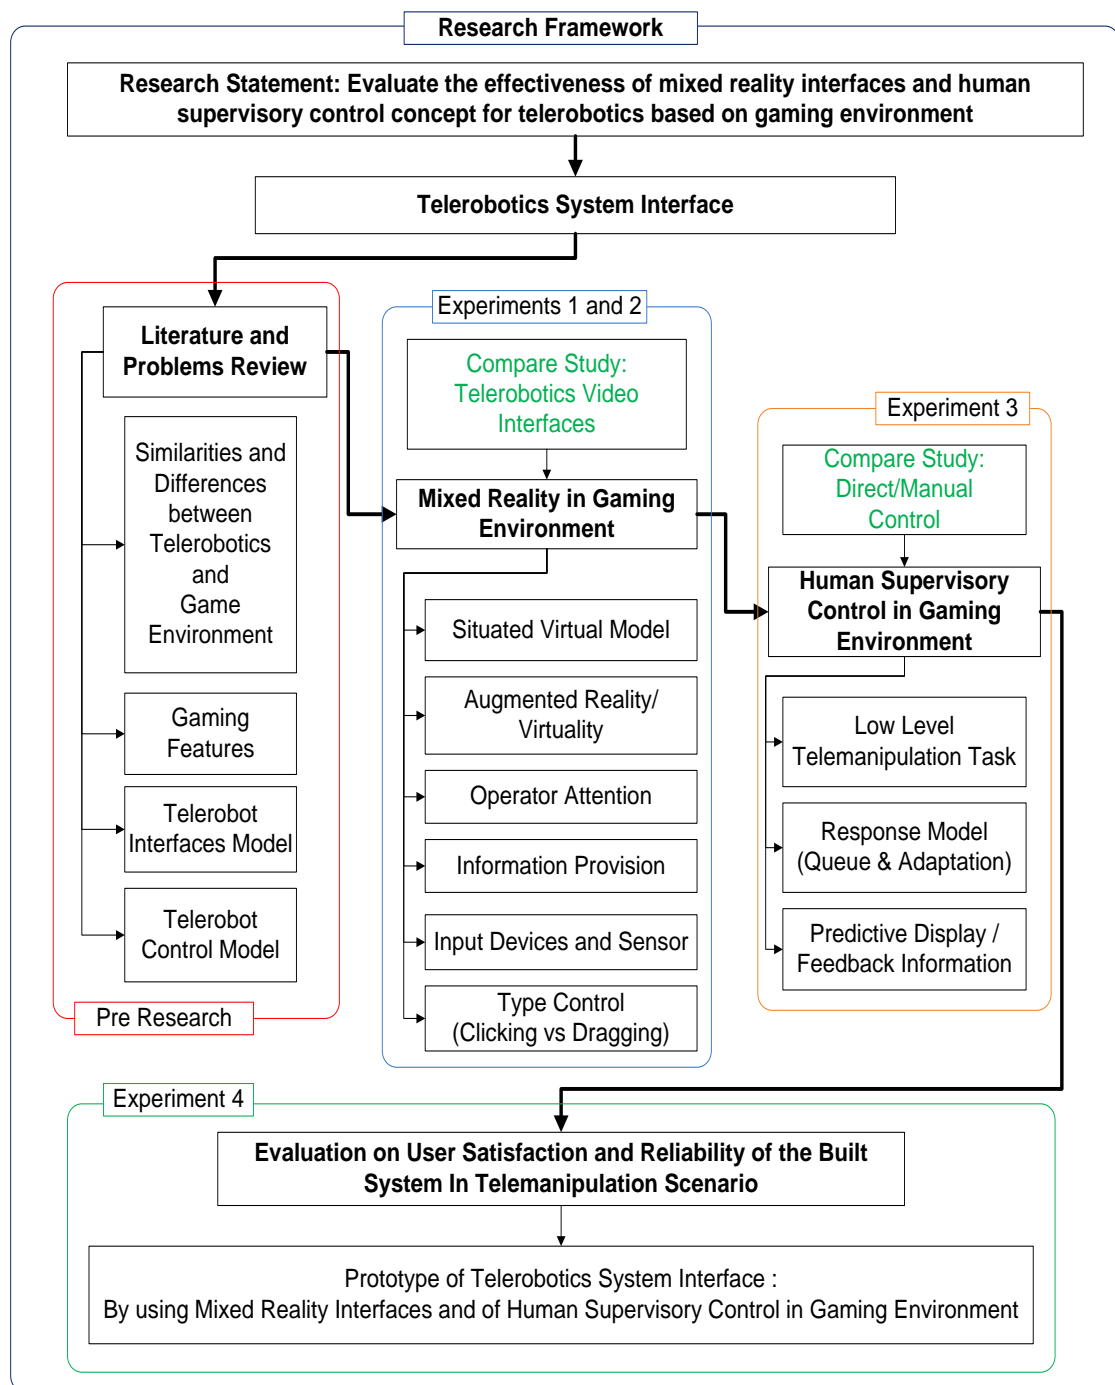 Research Framework
Research Statement: Evaluate the effectiveness of mixed reality interfaces and human
supervisory control concept for telerobotics based on gaming environment
Telerobotics System Interface
Literature and
Problems Review
Similarities and
Differences
between
Telerobotics
and
Game
Environment
Gaming
Features
Telerobot
Interfaces Model
Telerobot
Control Model
Pre Research
Experiments 1 and 2
Compare Study:
Telerobotics Video
Interfaces
Mixed Reality in Gaming
Environment
Situated Virtual Model
Augmented Reality/
Virtuality
Operator Attention
Information Provision
Input Devices and Sensor
Type Control
(Clicking vs Dragging)
Experiment 3
Compare Study:
Direct/Manual
Control
Human Supervisory
Control in Gaming
Environment
Low Level
Telemanipulation Task
Response Model
(Queue & Adaptation)
Predictive Display /
Feedback Information
Experiment 4
Evaluation on User Satisfaction and Reliability of the Built
System In Telemanipulation Scenario
Prototype of Telerobotics System Interface :
By using Mixed Reality Interfaces and of Human Supervisory Control in Gaming Environment